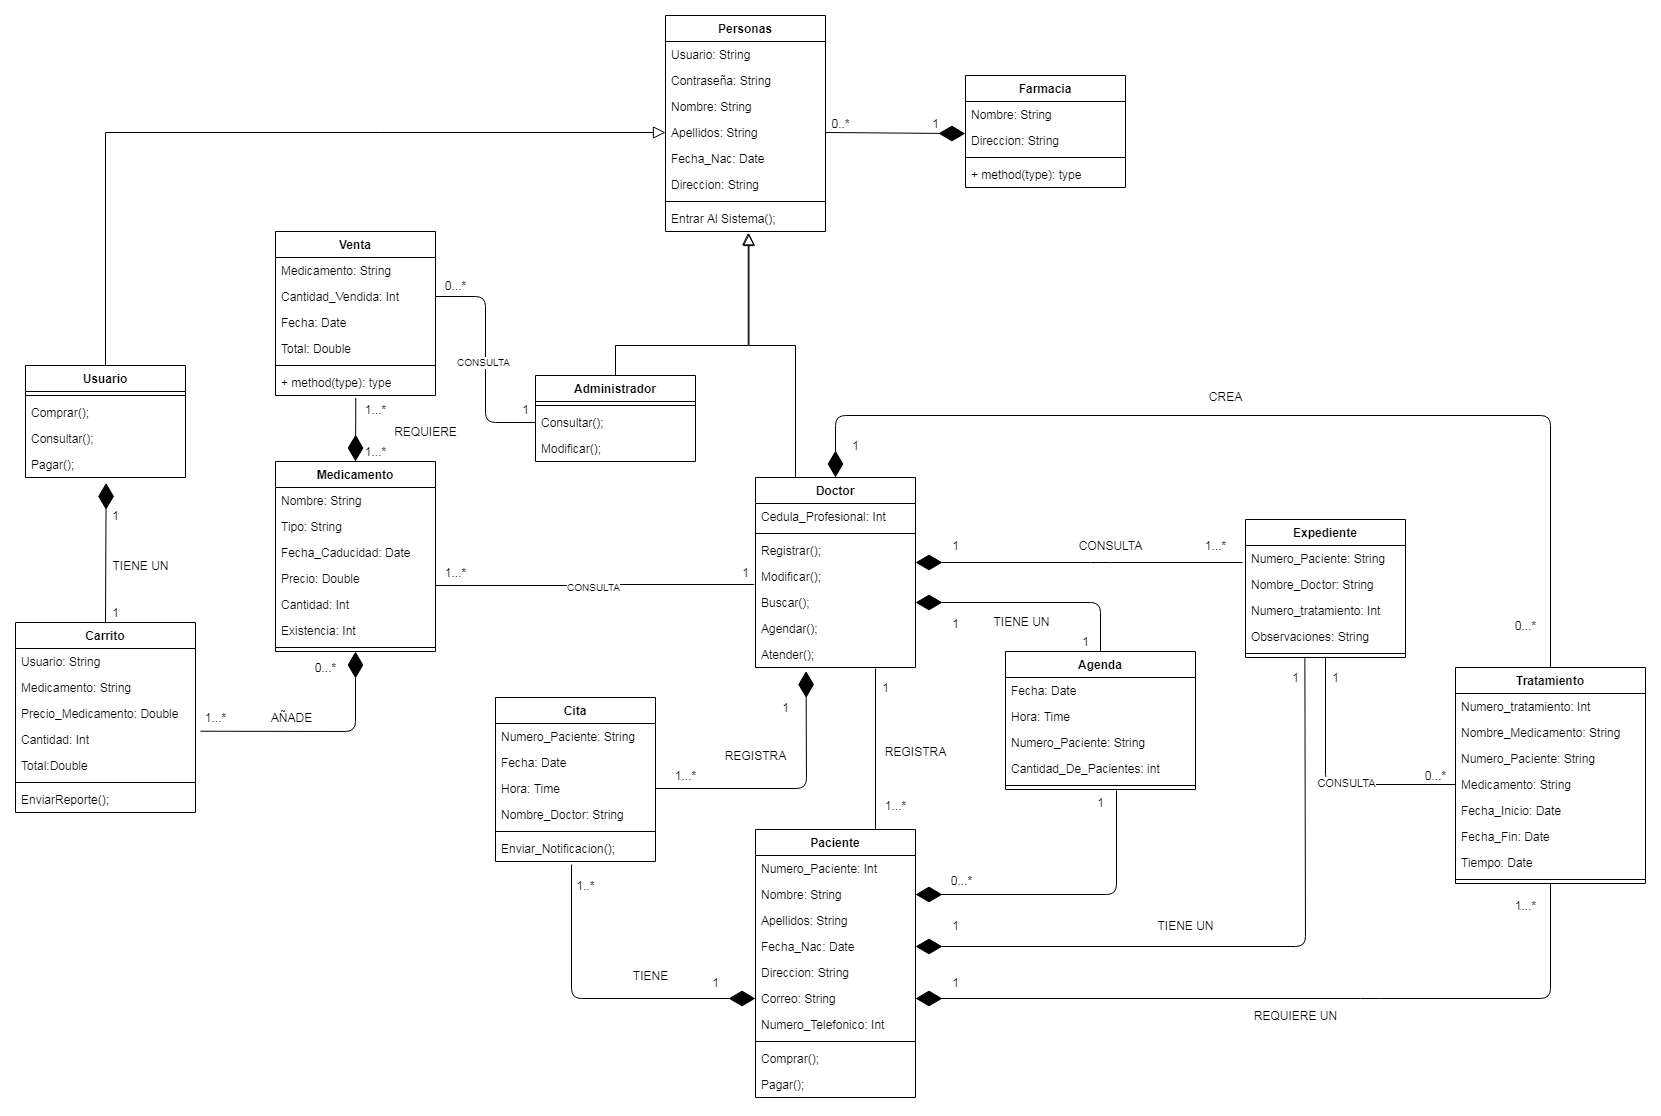 Personas
Usuario: String
Contraseña: String
Nombre: String
Apellidos: String
Fecha_Nac: Date
Direccion: String
Entrar Al Sistema();
0..*
1
Farmacia
Nombre: String
Direccion: String
+ method(type): type
Venta
Medicamento: String
Cantidad_Vendida: Int
Fecha: Date
Total: Double
+ method(type): type
0...*
CONSULTA
1
1...*
REQUIERE
1...*
Usuario
Comprar();
Consultar();
Pagar();
1
TIENE UN
1
Administrador
Consultar();
Modificar();
Medicamento
Nombre: String
Tipo: String
Fecha_Caducidad: Date
Precio: Double
Cantidad: Int
Existencia: Int
1...*
CONSULTA
1
0...*
1...*
AÑADE
Carrito
Usuario: String
Medicamento: String
Precio_Medicamento: Double
Cantidad: Int
Total:Double
EnviarReporte();
CREA
1
0...*
Doctor
Cedula_Profesional: Int
Registrar();
Modificar();
Buscar();
Agendar();
Atender();
1
CONSULTA
1...*
1
TIENE UN
1
Expediente
Numero_Paciente: String
Nombre_Doctor: String
Numero_tratamiento: Int
Observaciones: String
1
1
CONSULTA
0...*
Agenda
Fecha: Date
Hora: Time
Numero_Paciente: String
Cantidad_De_Pacientes: int
1
0...*
Tratamiento
Numero_tratamiento: Int
Nombre_Medicamento: String
Numero_Paciente: String
Medicamento: String
Fecha_Inicio: Date
Fecha_Fin: Date
Tiempo: Date
1...*
Cita
Numero_Paciente: String
Fecha: Date
Hora: Time
Nombre_Doctor: String
Enviar_Notificacion();
1
REGISTRA
1...*
1
REGISTRA
1...*
1..*
TIENE
1
Paciente
Numero_Paciente: Int
Nombre: String
Apellidos: String
Fecha_Nac: Date
Direccion: String
Correo: String
Numero_Telefonico: Int
Comprar();
Pagar();
1
TIENE UN
1
REQUIERE UN